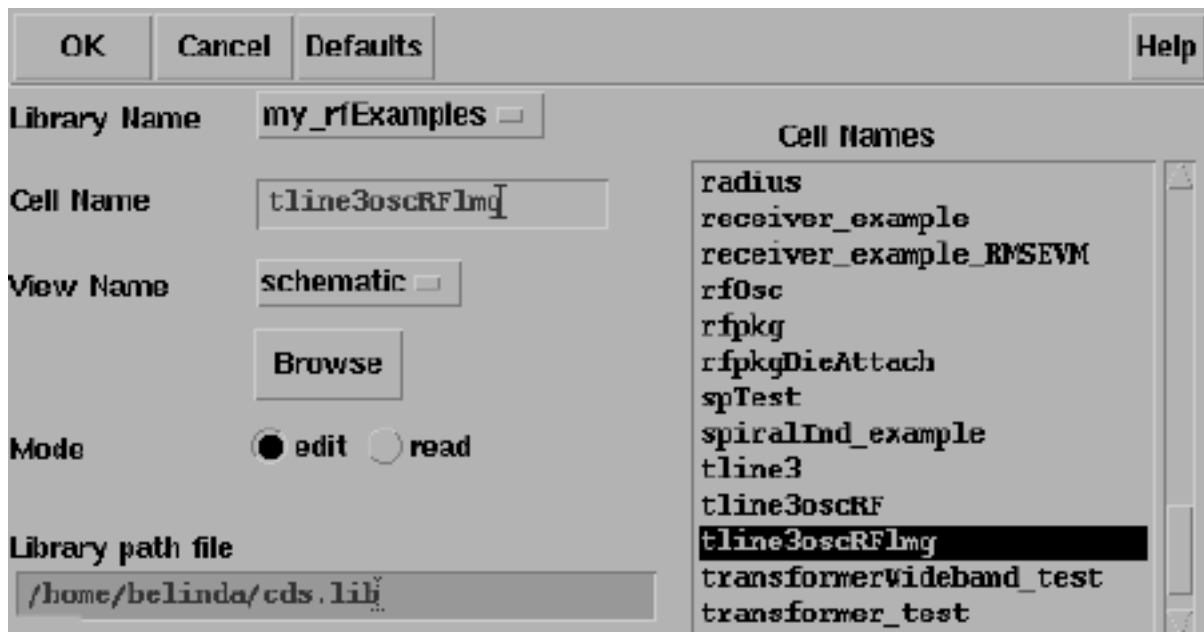 OK Cancel Defaults Help
Library Name my_rfExamples
Cell Name tline3oscRFlmg
View Name schematic
Browse
Mode edit read
Library path file
/home/belinda/cds.lib
Cell Names
radius
receiver_example
receiver_example_RMSEVM
rfOsc
rfpkg
rfpkgDieAttach
spTest
spiralInd_example
tline3
tline3oscRF
tline3oscRFlmg
transformerWideband_test
transformer_test